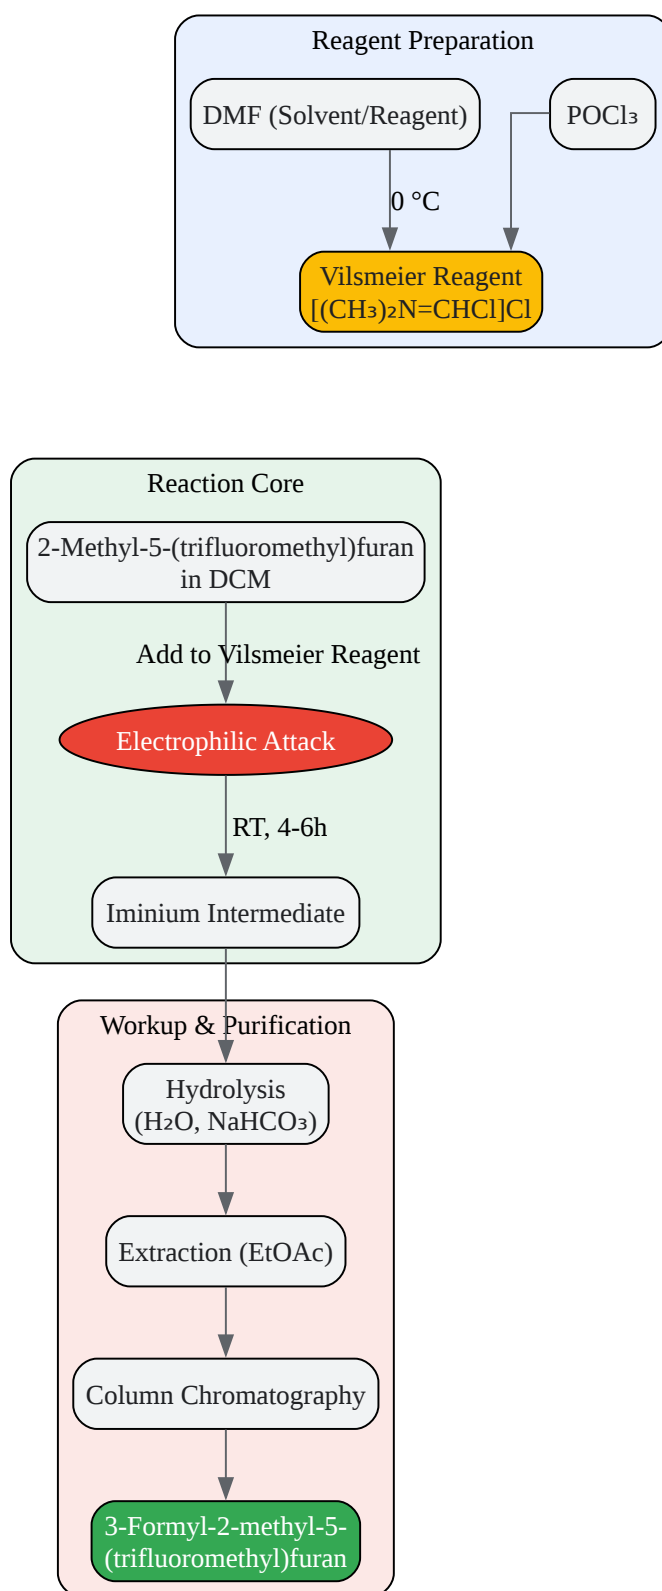 Reagent Preparation
DMF (Solvent/Reagent)
POCl₃
0 °C
Vilsmeier Reagent
[(CH₃)₂N=CHCl]Cl
Reaction Core
2-Methyl-5-(trifluoromethyl)furan
in DCM
Add to Vilsmeier Reagent
Electrophilic Attack
RT, 4-6h
Iminium Intermediate
Workup & Purification
Hydrolysis
(H₂O, NaHCO₃)
Extraction (EtOAc)
Column Chromatography
3-Formyl-2-methyl-5-
(trifluoromethyl)furan